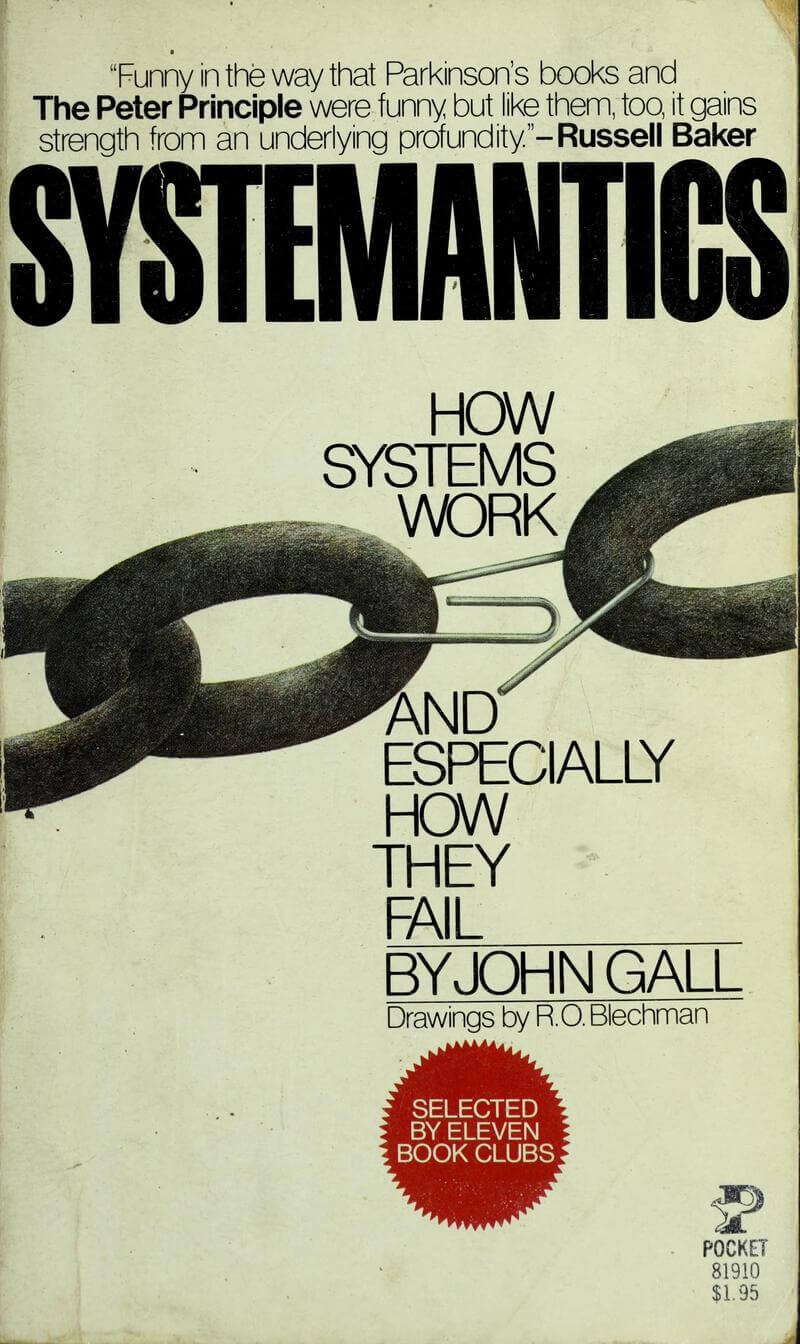 “Funny in the way that Parkinson’s books and
The Peter Principle were funny, but like them, too, it gains
strength from an underlying profundity.”–Russell Baker
SYSTEMANTICS
HOW
SYSTEMS
WORK
AND
ESPECIALLY
HOW
THEY
FAIL
BY JOHN GALL
Drawings by R.O. Blechman
SELECTED
BY ELEVEN
BOOK CLUBS
POCKET
81910
$1.95